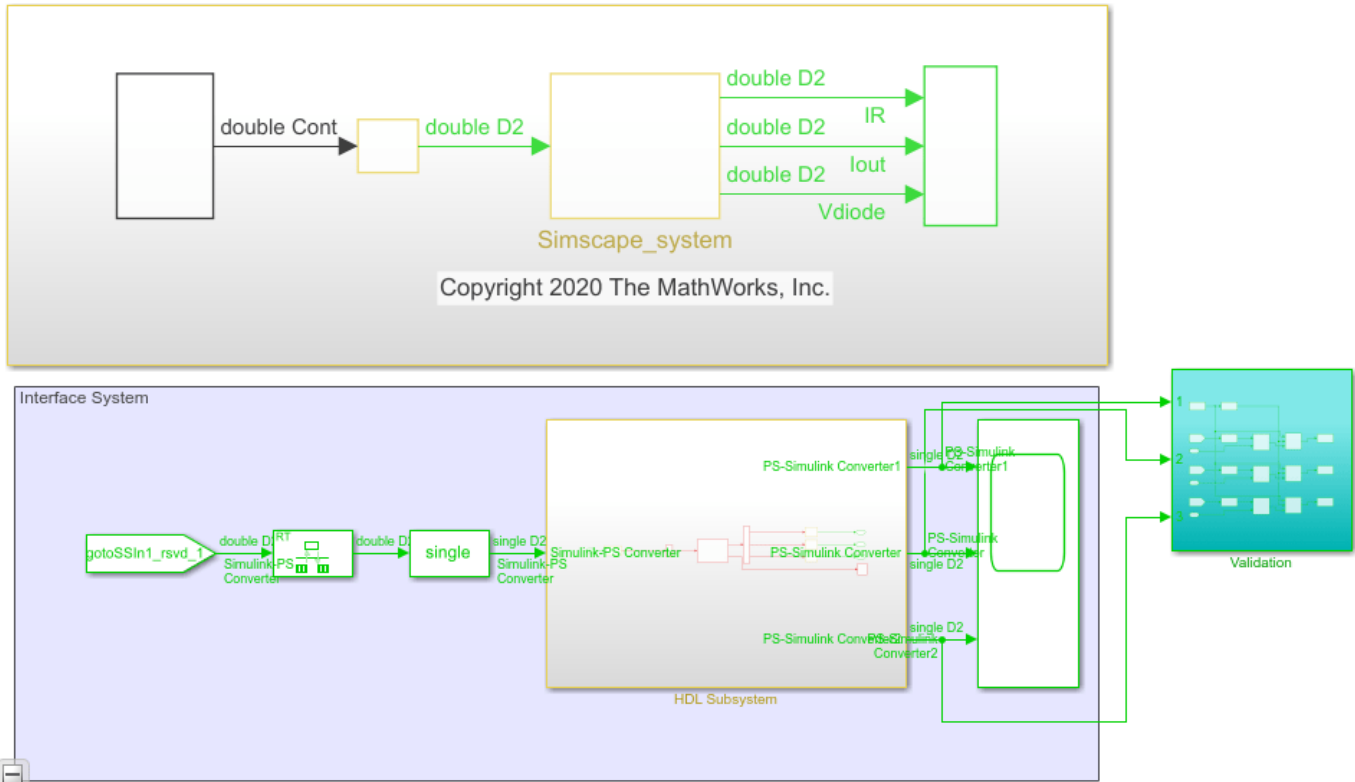 double D2
double Cont
double D2
IR
double D2
Iout
double D2
Vdiode
Simscape_system
Copyright 2020 The MathWorks, Inc.
Interface System
1
2
3
Validation
gotoSSIn1_rsvd_1
double D2
Simulink-PS
Converter
RT
double D2
single
single D2
Simulink-PS
Converter
Simulink-PS Converter
PS-Simulink Converter1
single D2
PS-Simulink
Converter1
PS-Simulink Converter
PS-Simulink
Converter
single D2
PS-Simulink Converter2
single D2
PS-Simulink
Converter2
HDL Subsystem